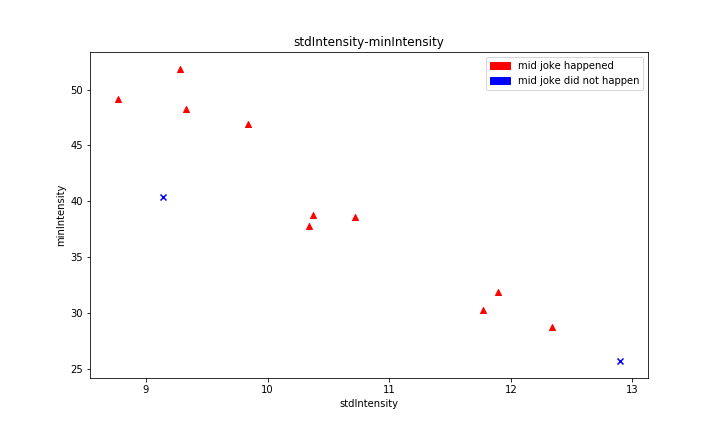 stdIntensity-minIntensity
mid joke happened
mid joke did not happen
50
45
40
35
30
25
minIntensity
9 10 11 12 13
stdIntensity